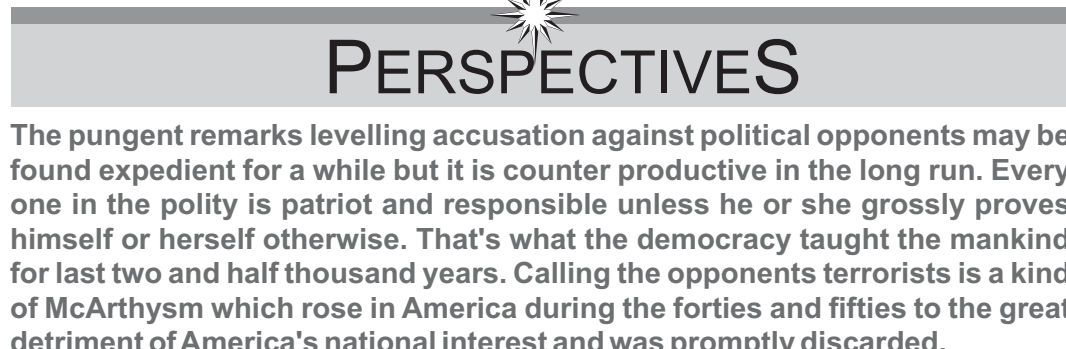 PERSPECTIVES
The pungent remarks levelling accusation against political opponents may be
found expedient for a while but it is counter productive in the long run. Every
one in the polity is patriot and responsible unless he or she grossly proves
himself or herself otherwise. That's what the democracy taught the mankind
for last two and half thousand years. Calling the opponents terrorists is a kind
of McArthysm which rose in America during the forties and fifties to the great
detriment of America's national interest and was promptly discarded.